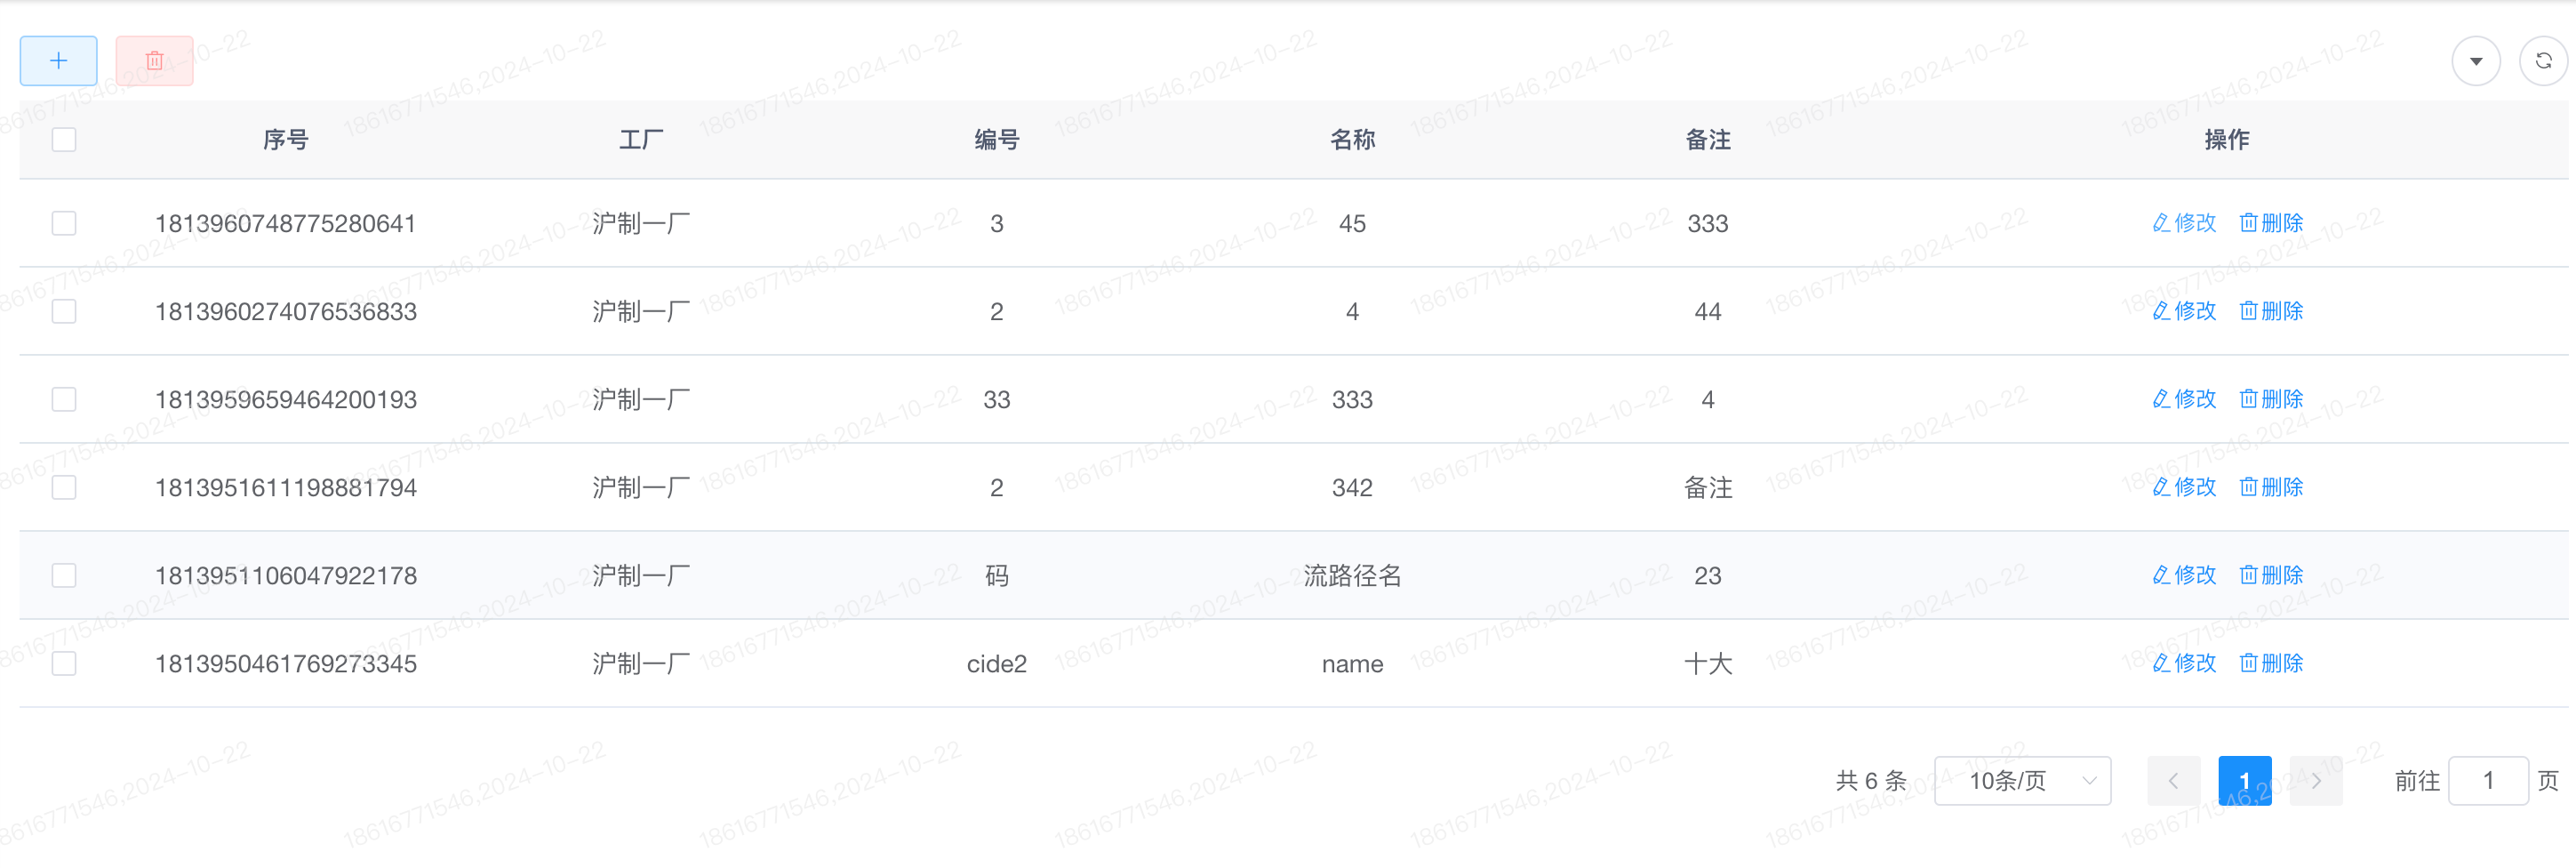 序号 工厂 编号 名称 备注 操作
1813960748775280641 沪制一厂 3 45 333 修改 删除
1813960274076536833 沪制一厂 2 4 44 修改 删除
1813959659464200193 沪制一厂 33 333 4 修改 删除
1813951611198881794 沪制一厂 2 342 备注 修改 删除
1813951106047922178 沪制一厂 码 流路径名 23 修改 删除
1813950461769273345 沪制一厂 cide2 name 十大 修改 删除
共 6 条 10条/页 1 前往 1 页
18616771546,2024-10-22